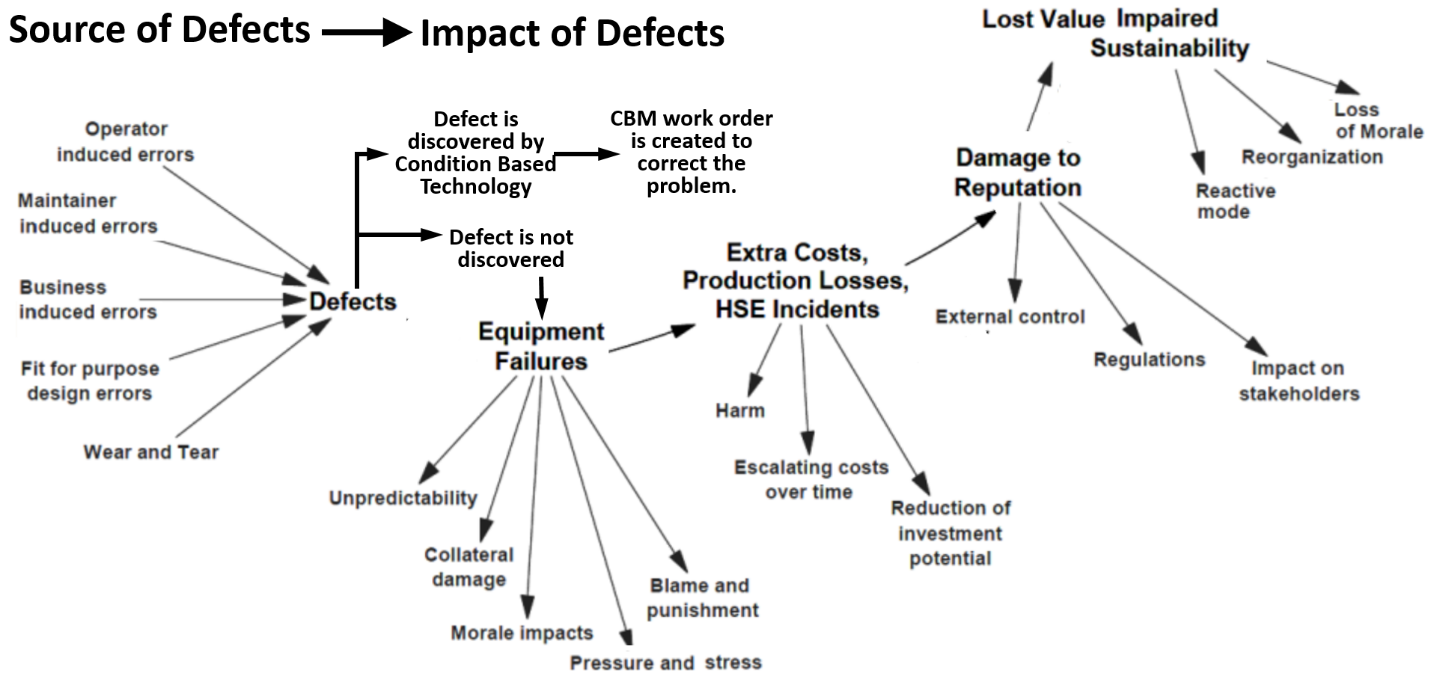 Source of Defects
Impact of Defects
Operator
induced errors
Maintainer
induced errors
Business
induced errors
Fit for purpose
design errors
Wear and Tear
Defects
Defect is
discovered by
Condition Based
Technology
CBM work order
is created to
correct the
problem.
Defect is not
discovered
Equipment
Failures
Unpredictability
Collateral
damage
Morale impacts
Pressure and stress
Blame and
punishment
Extra Costs,
Production Losses,
HSE Incidents
Harm
Escalating costs
over time
Reduction of
investment
potential
Damage to
Reputation
External control
Regulations
Impact on
stakeholders
Lost Value Impaired
Sustainability
Reactive
mode
Reorganization
Loss
of Morale